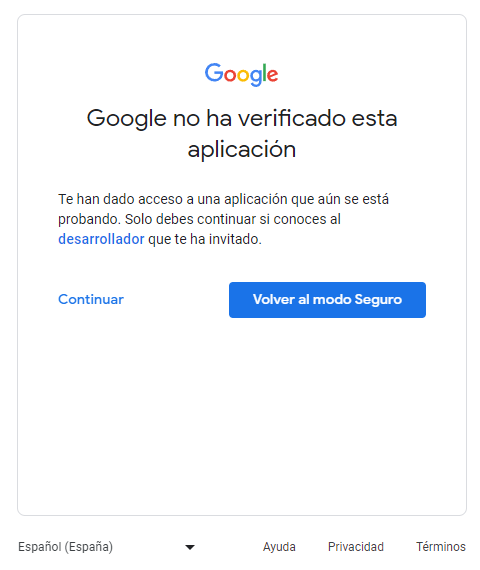 Google
Google no ha verificado esta
aplicación
Te han dado acceso a una aplicación que aún se está
probando. Solo debes continuar si conoces al
desarrollador que te ha invitado.
Continuar
Volver al modo Seguro
Español (España)
Ayuda
Privacidad
Términos